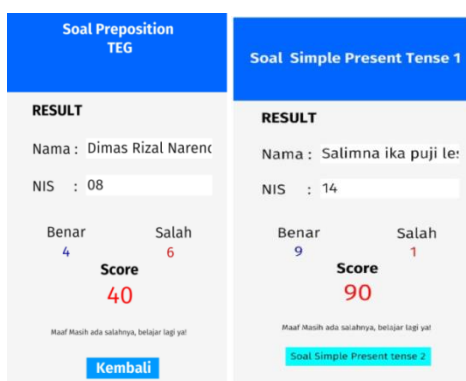 Soal Preposition
TEG
RESULT
Nama : Dimas Rizal Naren
NIS : 08
Benar Salah
4 6
Score
40
Maaf Masih ada salahnya, belajar lagi ya!
Kembali
Soal Simple Present Tense 1
RESULT
Nama : Salimna ika puji le
NIS : 14
Benar Salah
9 1
Score
90
Maaf Masih ada salahnya, belajar lagi ya!
Soal Simple Present tense 2